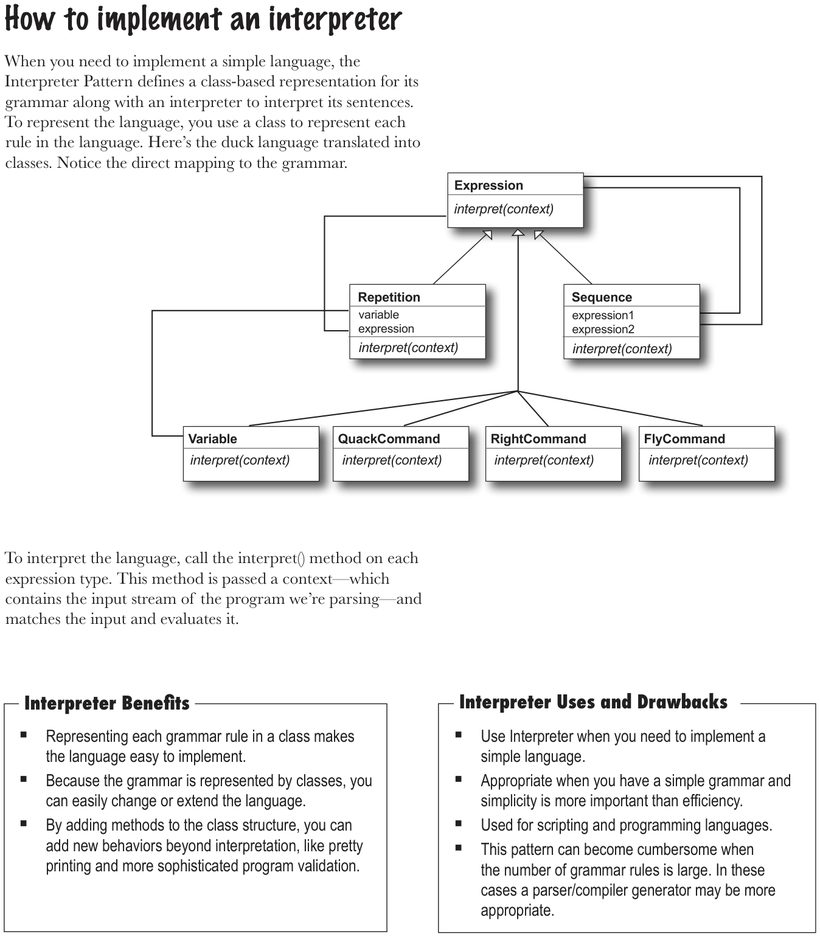 How to implement an interpreter
When you need to implement a simple language, the
Interpreter Pattern defines a class-based representation for its
grammar along with an interpreter to interpret its sentences.
To represent the language, you use a class to represent each
rule in the language. Here's the duck language translated into
classes. Notice the direct mapping to the grammar.
Expression
interpret(context)
Repetition
variable
expression
interpret(context)
Sequence
expression1
expression2
interpret(context)
Variable
interpret(context)
QuackCommand
interpret(context)
RightCommand
interpret(context)
FlyCommand
interpret(context)
To interpret the language, call the interpret() method on each
expression type. This method is passed a context—which
contains the input stream of the program we're parsing—and
matches the input and evaluates it.
Interpreter Benefits
▪ Representing each grammar rule in a class makes
the language easy to implement.
▪ Because the grammar is represented by classes, you
can easily change or extend the language.
▪ By adding methods to the class structure, you can
add new behaviors beyond interpretation, like pretty
printing and more sophisticated program validation.
Interpreter Uses and Drawbacks
▪ Use Interpreter when you need to implement a
simple language.
▪ Appropriate when you have a simple grammar and
simplicity is more important than efficiency.
▪ Used for scripting and programming languages.
▪ This pattern can become cumbersome when
the number of grammar rules is large. In these
cases a parser/compiler generator may be more
appropriate.